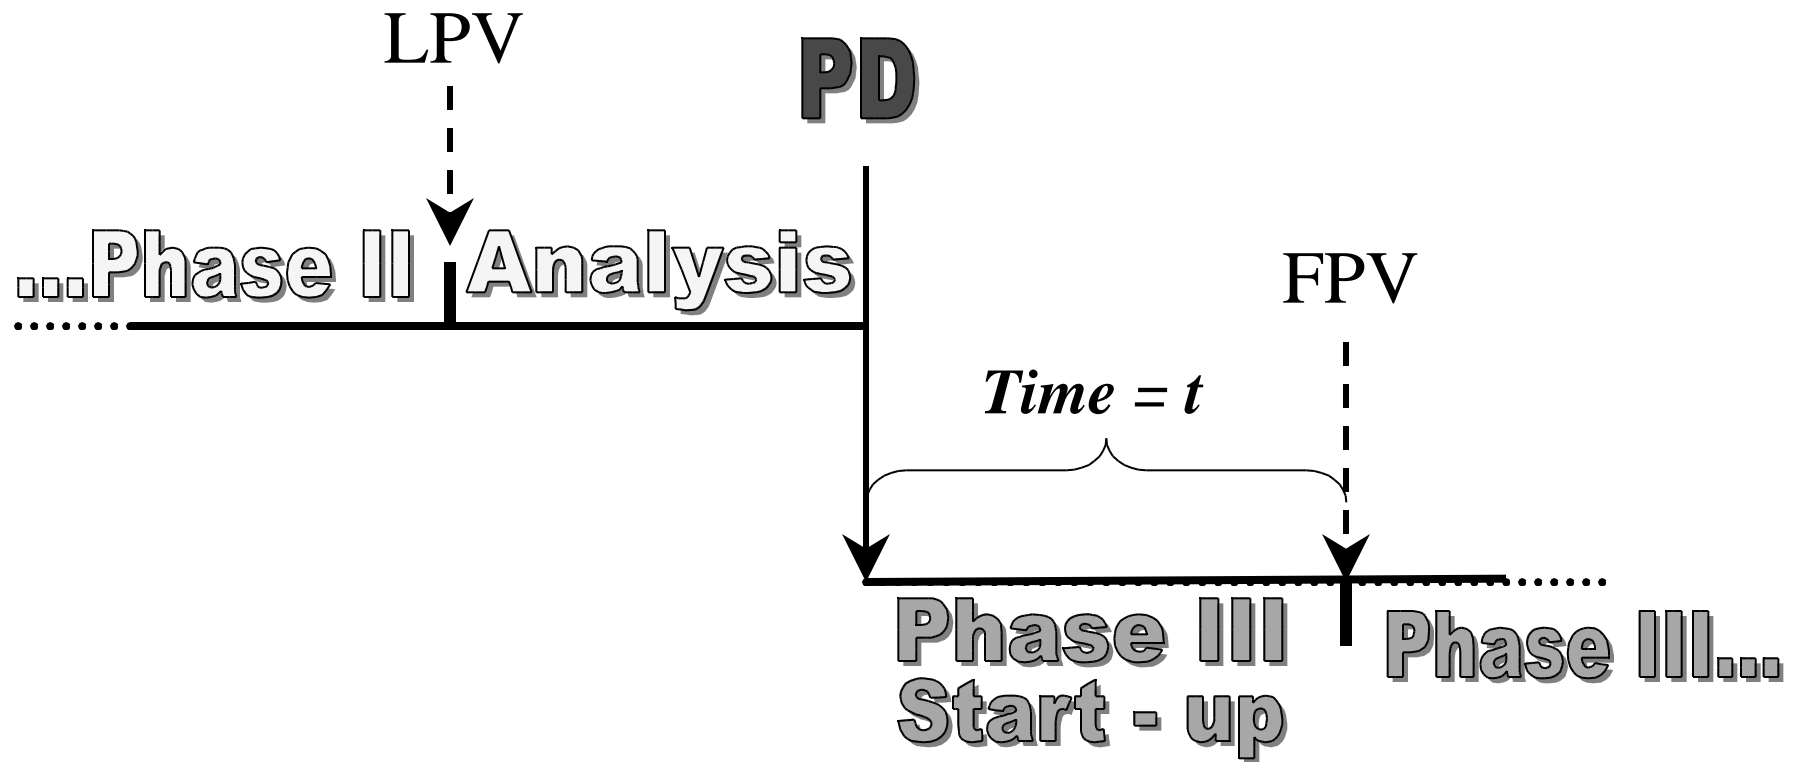 LPV
PD
...Phase II
Analysis
FPV
Time = t
Phase III
Start - up
Phase III...